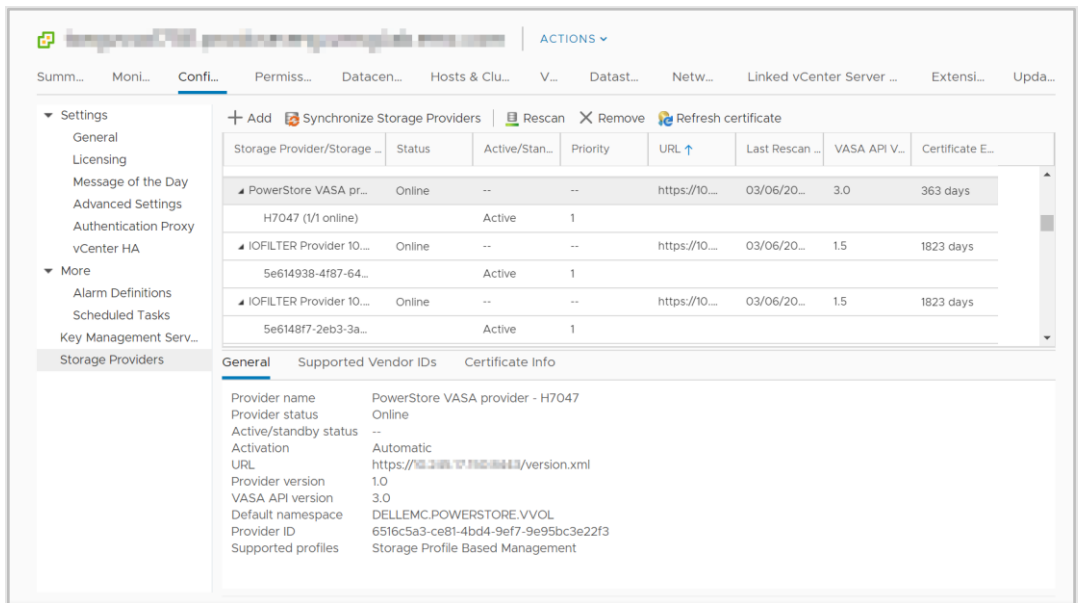 ACTIONS
Summ... Moni... Confi... Permiss... Datacen... Hosts & Clu... V... Datast... Netw... Linked vCenter Server ... Extensi... Upda...
Settings
General
Licensing
Message of the Day
Advanced Settings
Authentication Proxy
vCenter HA
More
Alarm Definitions
Scheduled Tasks
Key Management Serv...
Storage Providers
Add Synchronize Storage Providers Rescan Remove Refresh certificate
Storage Provider/Storage ... Status Active/Stan... Priority URL ↑ Last Rescan ... VASA API V... Certificate E...
PowerStore VASA pr... Online -- -- https://10.... 03/06/20... 3.0 363 days
H7047 (1/1 online) Active 1
IOFILTER Provider 10.... Online -- -- https://10.... 03/06/20... 1.5 1823 days
5e614938-4f87-64... Active 1
IOFILTER Provider 10.... Online -- -- https://10.... 03/06/20... 1.5 1823 days
5e6148f7-2eb3-3a... Active 1
General Supported Vendor IDs Certificate Info
Provider name PowerStore VASA provider - H7047
Provider status Online
Active/standby status --
Activation Automatic
URL https:// /version.xml
Provider version 1.0
VASA API version 3.0
Default namespace DELLEMC.POWERSTORE.VVOL
Provider ID 6516c5a3-ce81-4bd4-9ef7-9e95bc3e22f3
Supported profiles Storage Profile Based Management